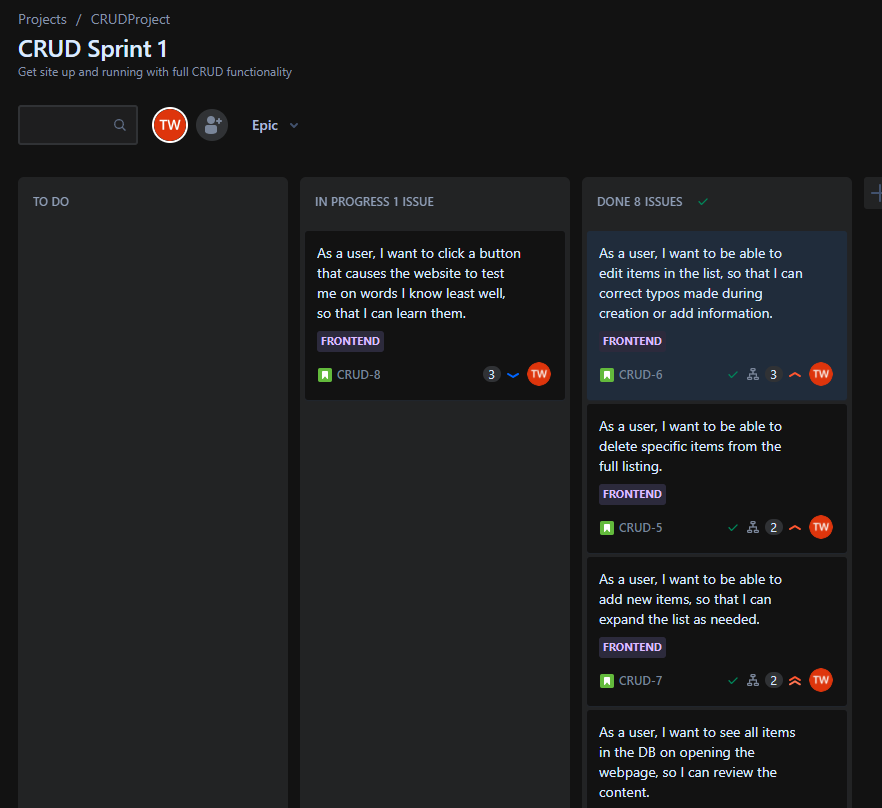 Projects / CRUDProject
CRUD Sprint 1
Get site up and running with full CRUD functionality
TW
Epic
TO DO
IN PROGRESS 1 ISSUE
As a user, I want to click a button
that causes the website to test
me on words I know least well,
so that I can learn them.
FRONTEND
CRUD-8 3 TW
DONE 8 ISSUES
As a user, I want to be able to
edit items in the list, so that I can
correct typos made during
creation or add information.
FRONTEND
CRUD-6 3 TW
As a user, I want to be able to
delete specific items from the
full listing.
FRONTEND
CRUD-5 2 TW
As a user, I want to be able to
add new items, so that I can
expand the list as needed.
FRONTEND
CRUD-7 2 TW
As a user, I want to see all items
in the DB on opening the
webpage, so I can review the
content.